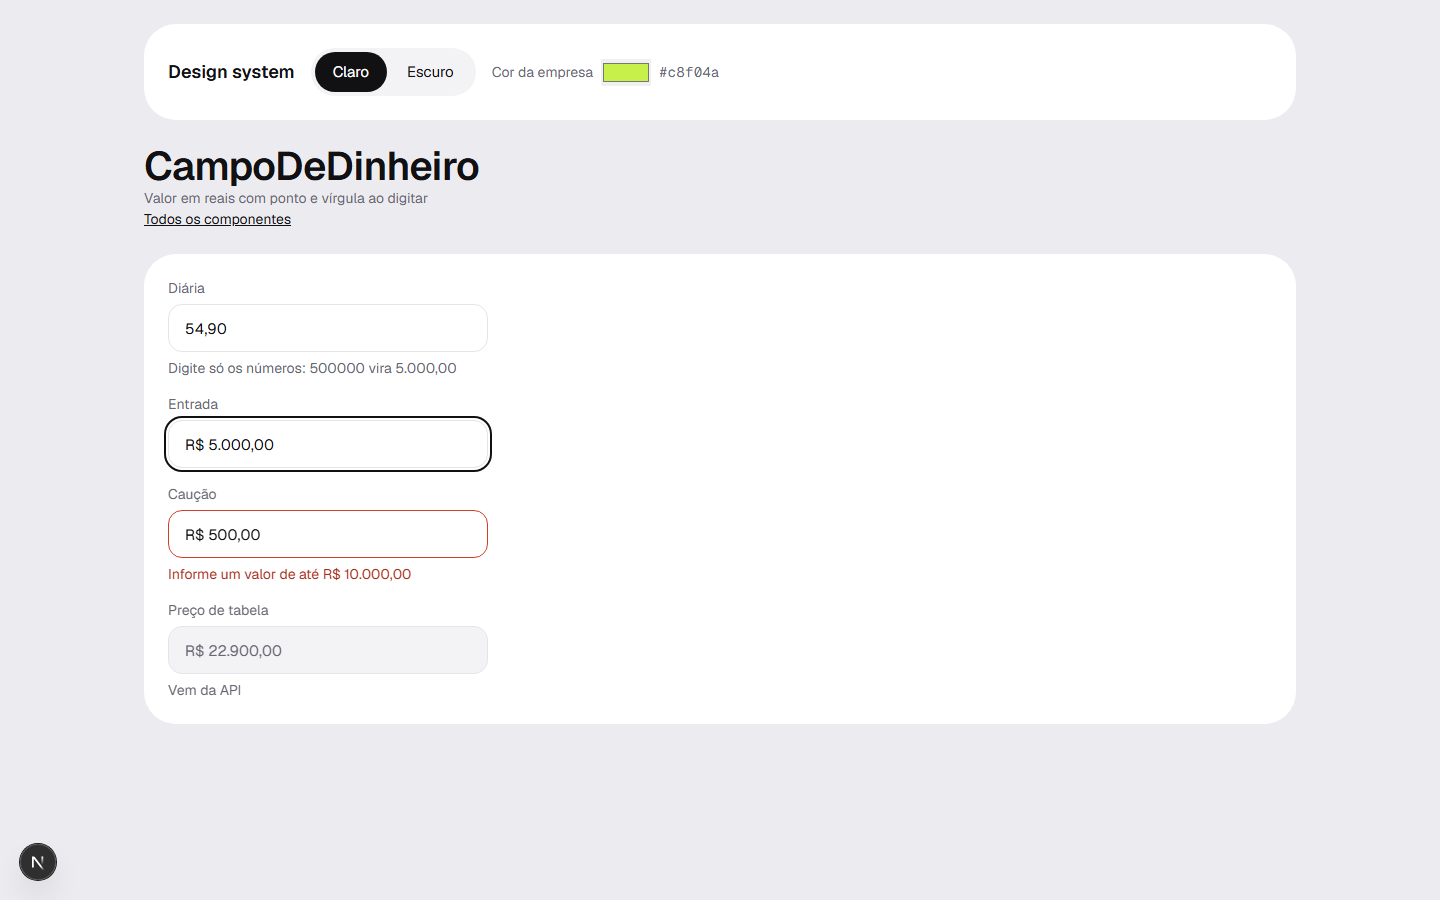 Design system
Claro
Escuro
Cor da empresa
#c8f04a
CampoDeDinheiro
Valor em reais com ponto e vírgula ao digitar
Todos os componentes
Diária
54,90
Digite só os números: 500000 vira 5.000,00
Entrada
R$ 5.000,00
Caução
R$ 500,00
Informe um valor de até R$ 10.000,00
Preço de tabela
R$ 22.900,00
Vem da API
N